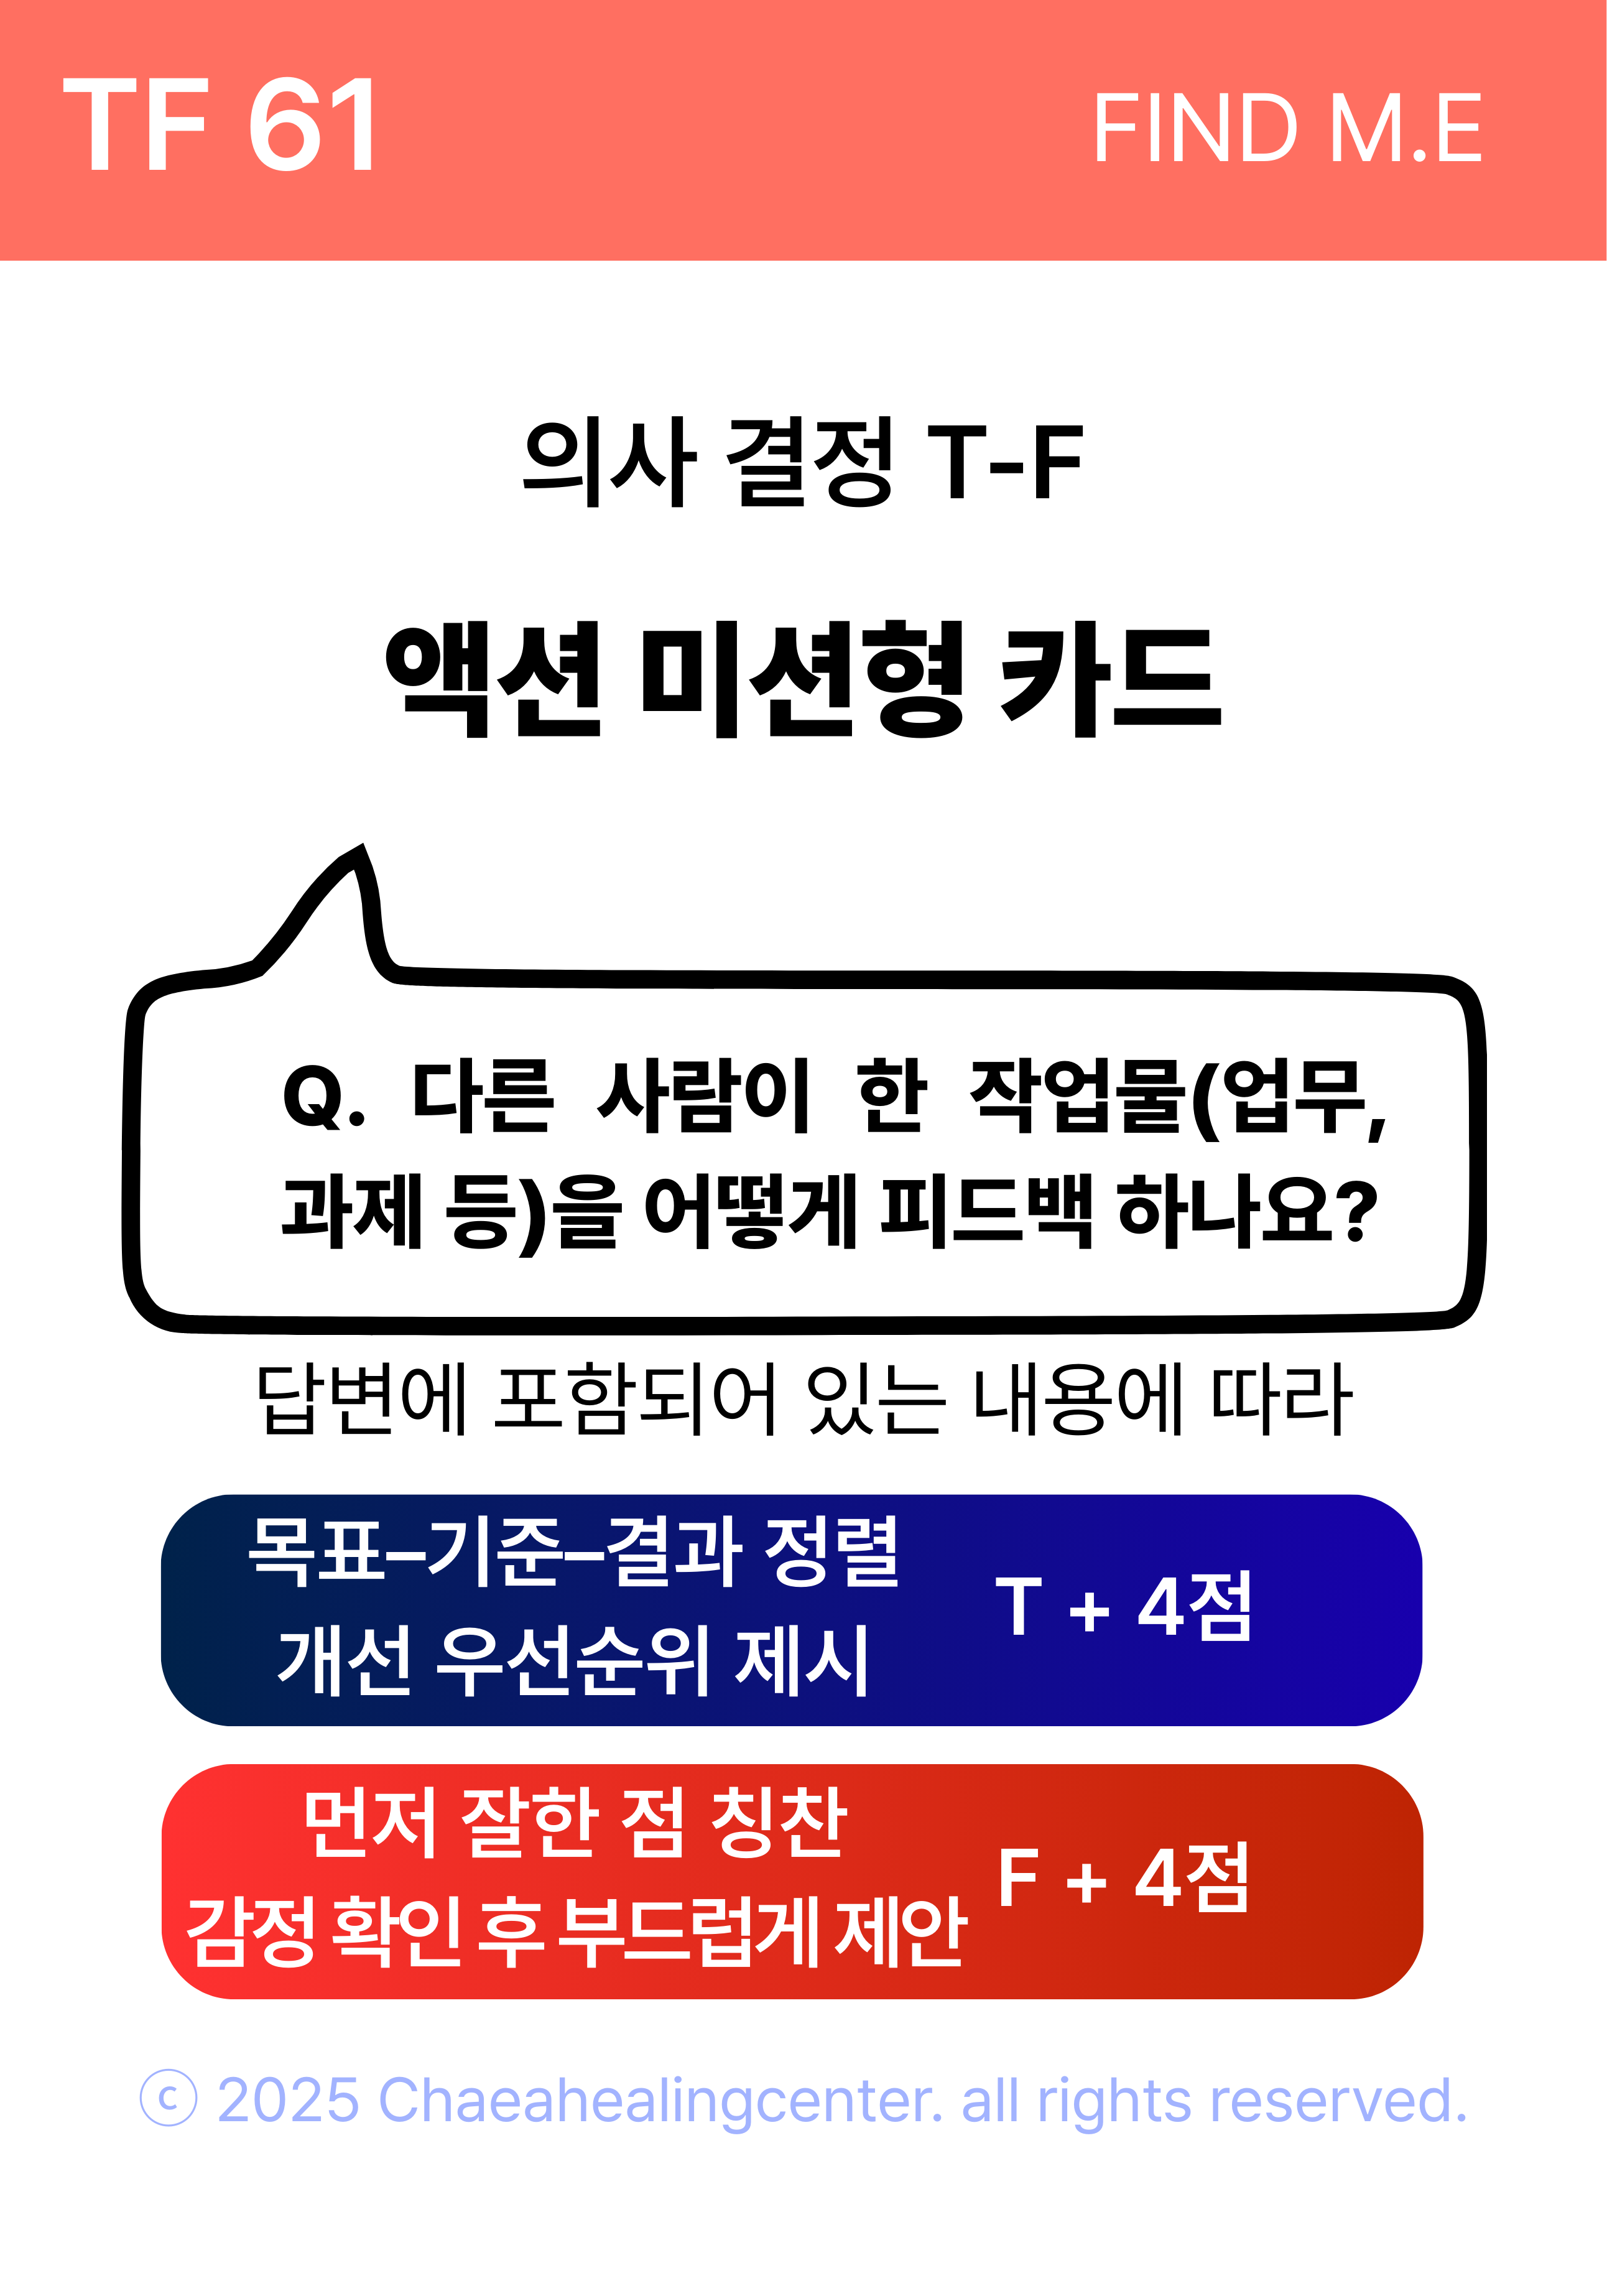 TF 61
FIND M.E
의사 결정 T-F
액션 미션형 카드
Q. 다른 사람이 한 작업물(업무,
과제 등)을 어떻게 피드백 하나요?
답변에 포함되어 있는 내용에 따라
목표–기준–결과 정렬
개선 우선순위 제시
T + 4점
먼저 잘한 점 칭찬
감정 확인 후 부드럽게 제안
F + 4점
ⓒ 2025 Chaeahealingcenter. all rights reserved.